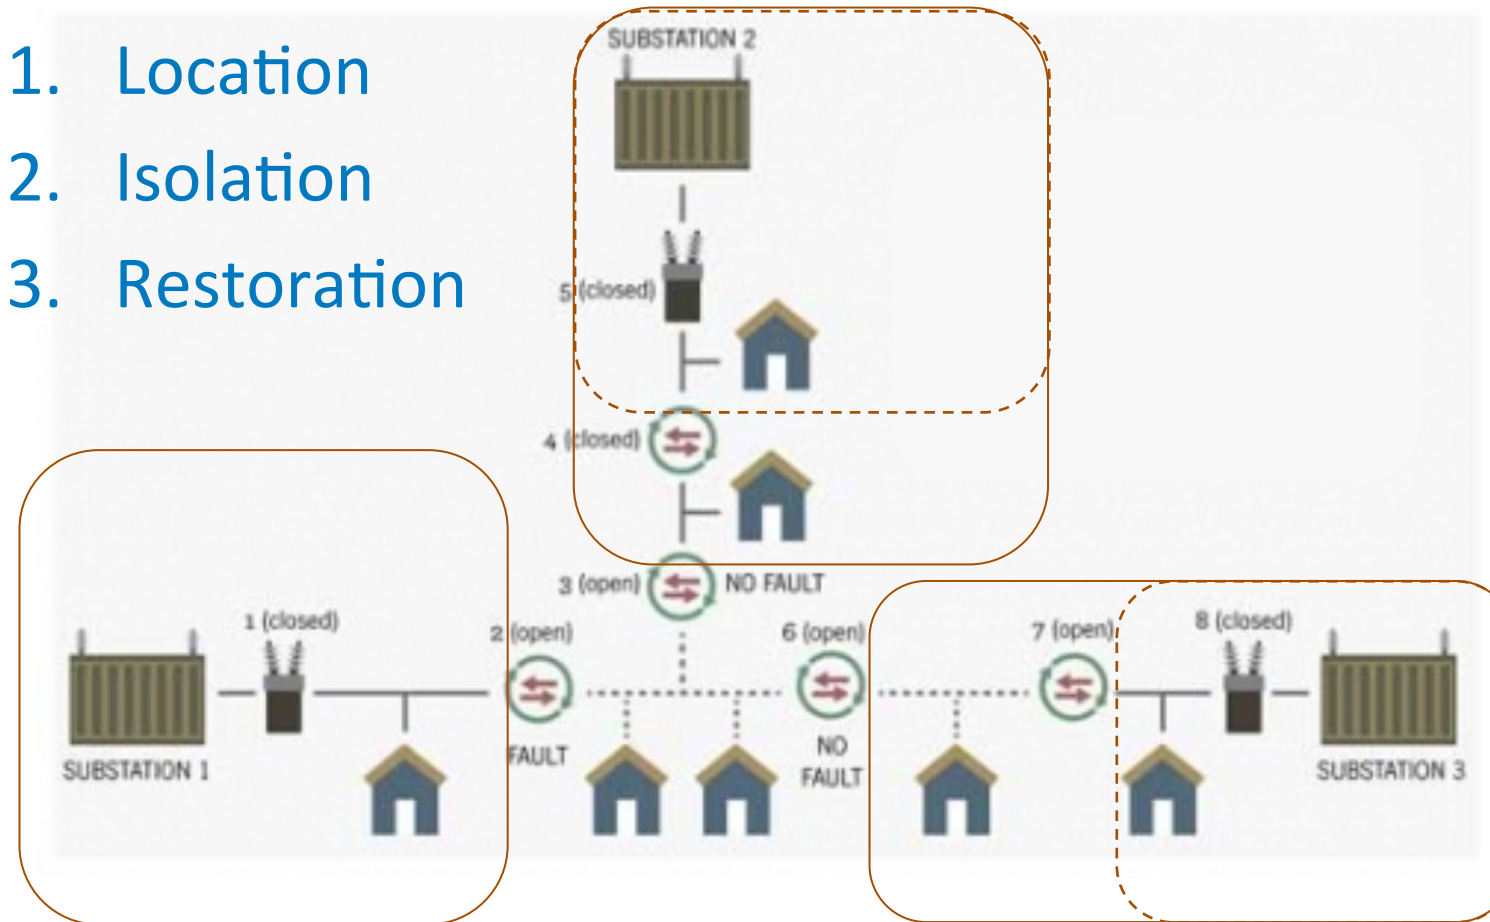 1. Location
2. Isolation
3. Restoration
SUBSTATION 2
5 (closed)
4 (closed)
3 (open)
NO FAULT
1 (closed)
2 (open)
6 (open)
7 (open)
8 (closed)
SUBSTATION 1
FAULT
NO
FAULT
SUBSTATION 3